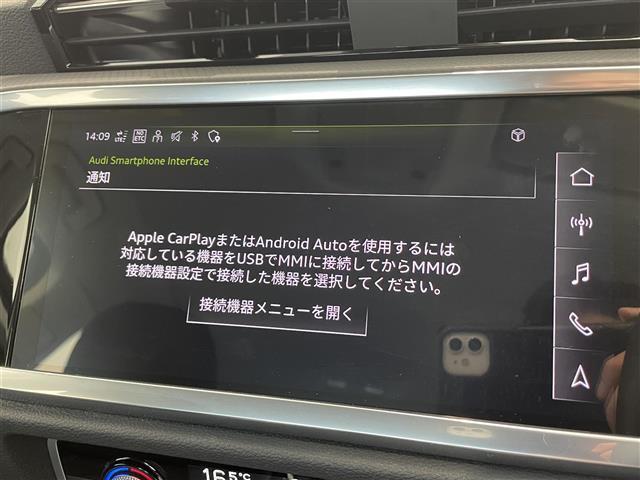 14:09 LTE NO ETC
Audi Smartphone Interface
通知
Apple CarPlayまたはAndroid Autoを使用するには
対応している機器をUSBでMMIに接続してからMMIの
接続機器設定で接続した機器を選択してください。
接続機器メニューを開く
16.5°C